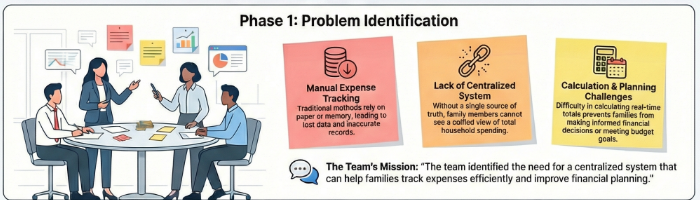 Phase 1: Problem Identification
Manual Expense
Tracking
Traditional methods rely on
paper or memory, leading to
lost data and inaccurate
records.
Lack of Centralized
System
Without a single source of
truth, family members cannot
see a coffled view of total
household spending.
Calculation & Planning
Challenges
Difficulty in calculating real-time
totals prevents families from
making informed financial
decisions or meeting budget
goals.
The Team's Mission: "The team identified the need for a centralized system that
can help families track expenses efficiently and improve financial planning."